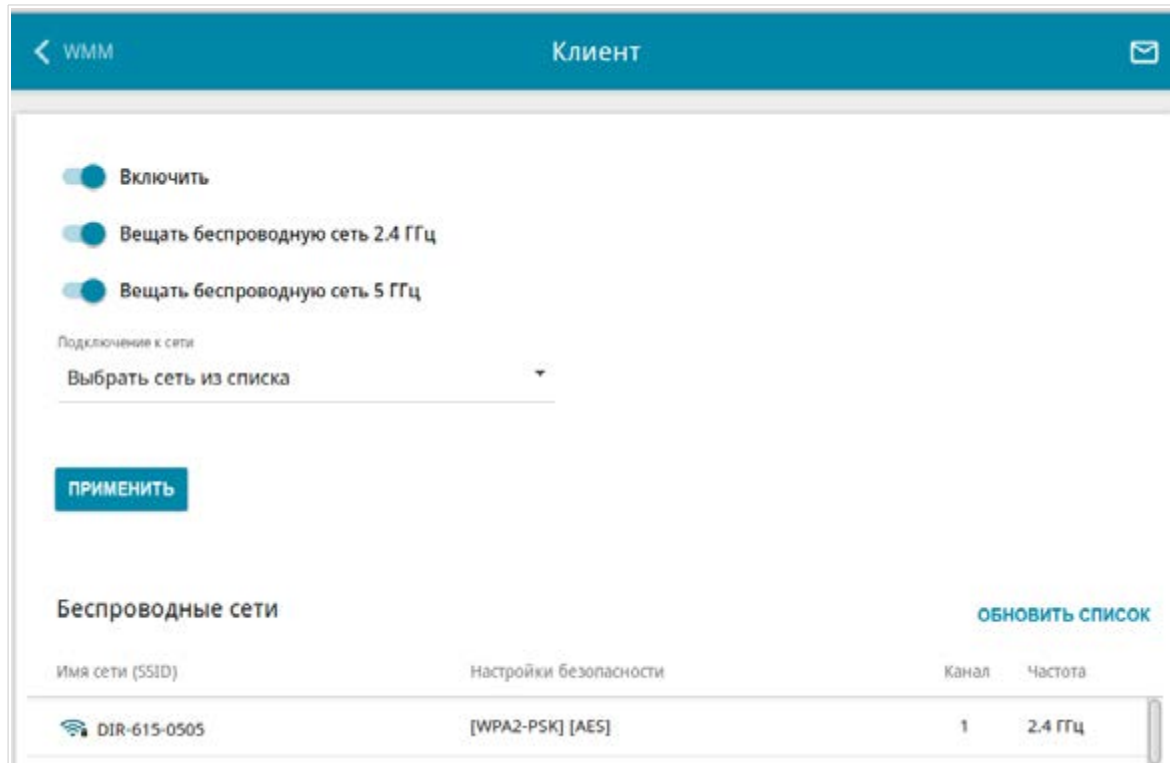 WMM Клиент
Включить
Вещать беспроводную сеть 2.4 ГГц
Вещать беспроводную сеть 5 ГГц
Подключение к сети
Выбрать сеть из списка
ПРИМЕНИТЬ
Беспроводные сети ОБНОВИТЬ СПИСОК
Имя сети (SSID) Настройки безопасности Канал Частота
DIR-615-0505 [WPA2-PSK] [AES] 1 2.4 ГГц